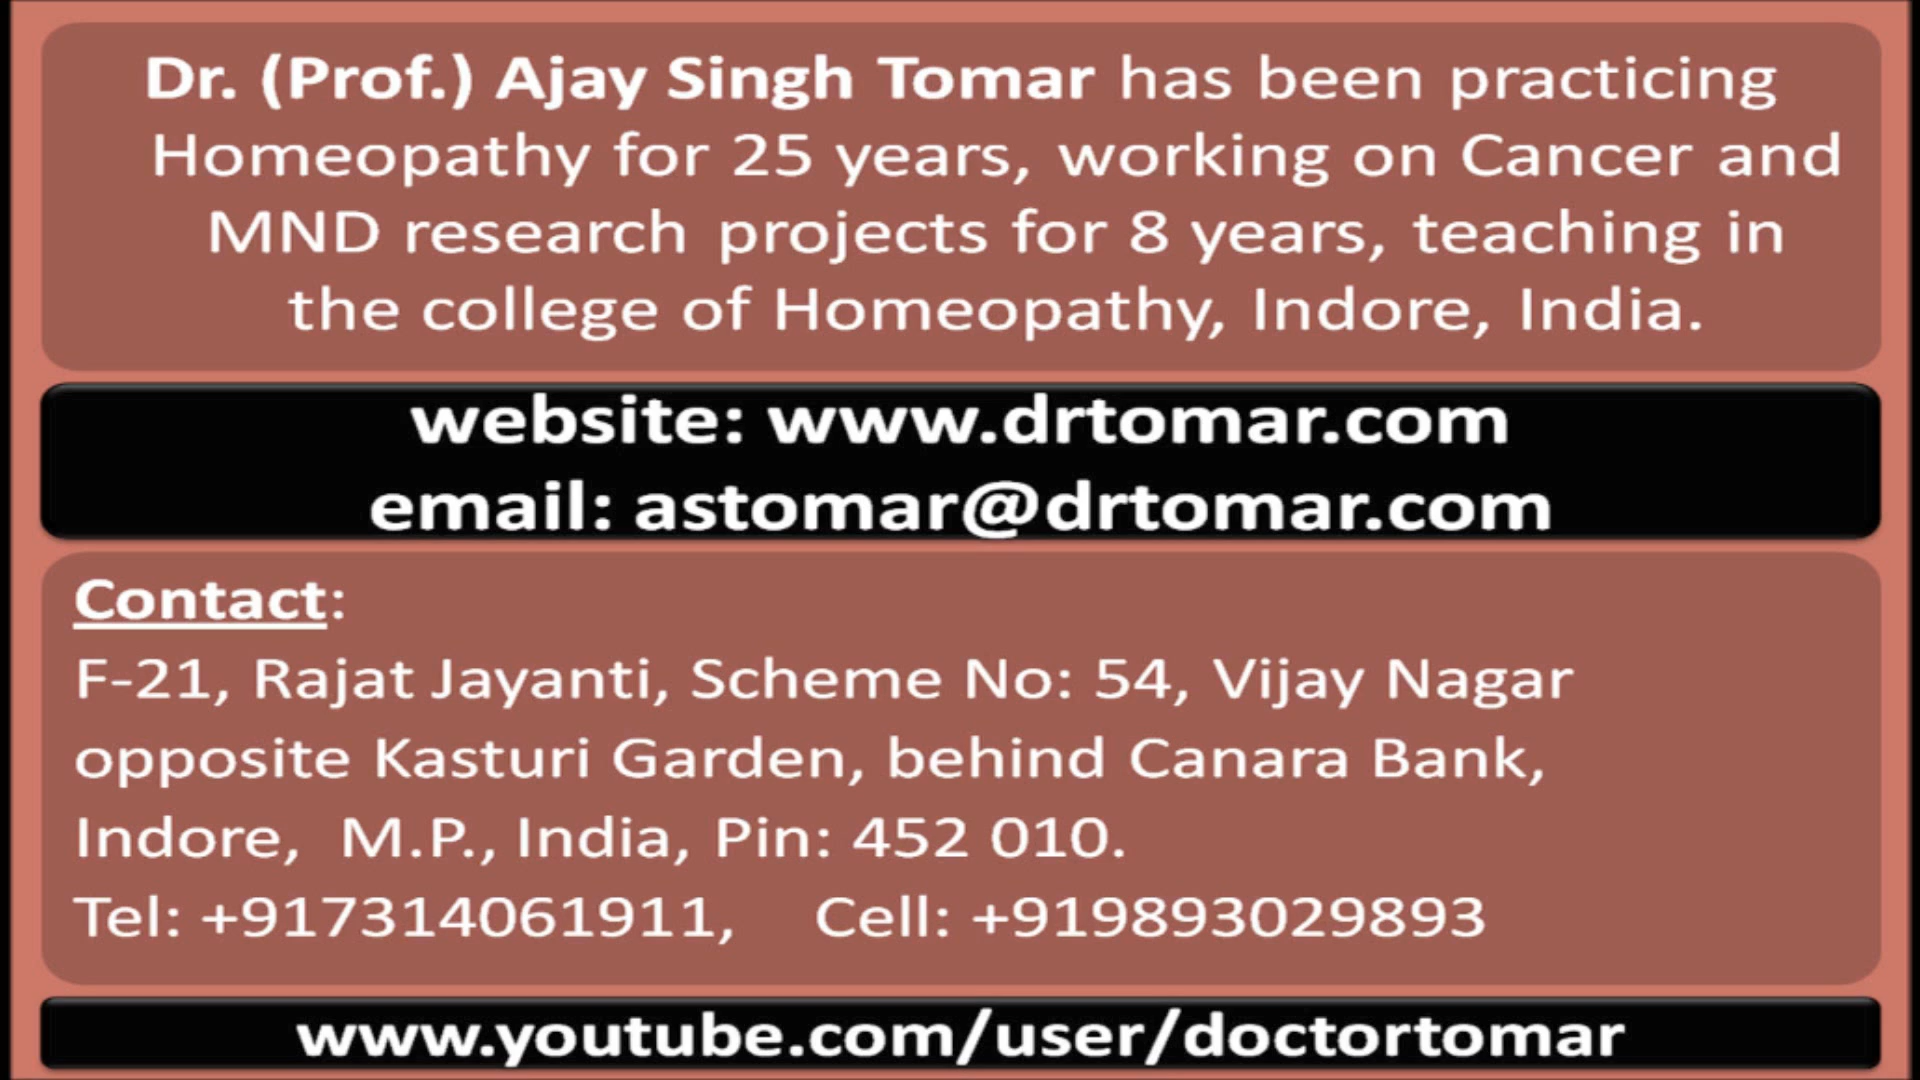 Dr. (Prof.) Ajay Singh Tomar has been practicing
Homeopathy for 25 years, working on Cancer and
MND research projects for 8 years, teaching in
the college of Homeopathy, Indore, India.
website: www.drtomar.com
email: astomar@drtomar.com
Contact:
F-21, Rajat Jayanti, Scheme No: 54, Vijay Nagar
opposite Kasturi Garden, behind Canara Bank,
Indore, M.P., India, Pin: 452 010.
Tel: +917314061911, Cell: +919893029893
www.youtube.com/user/doctortomar